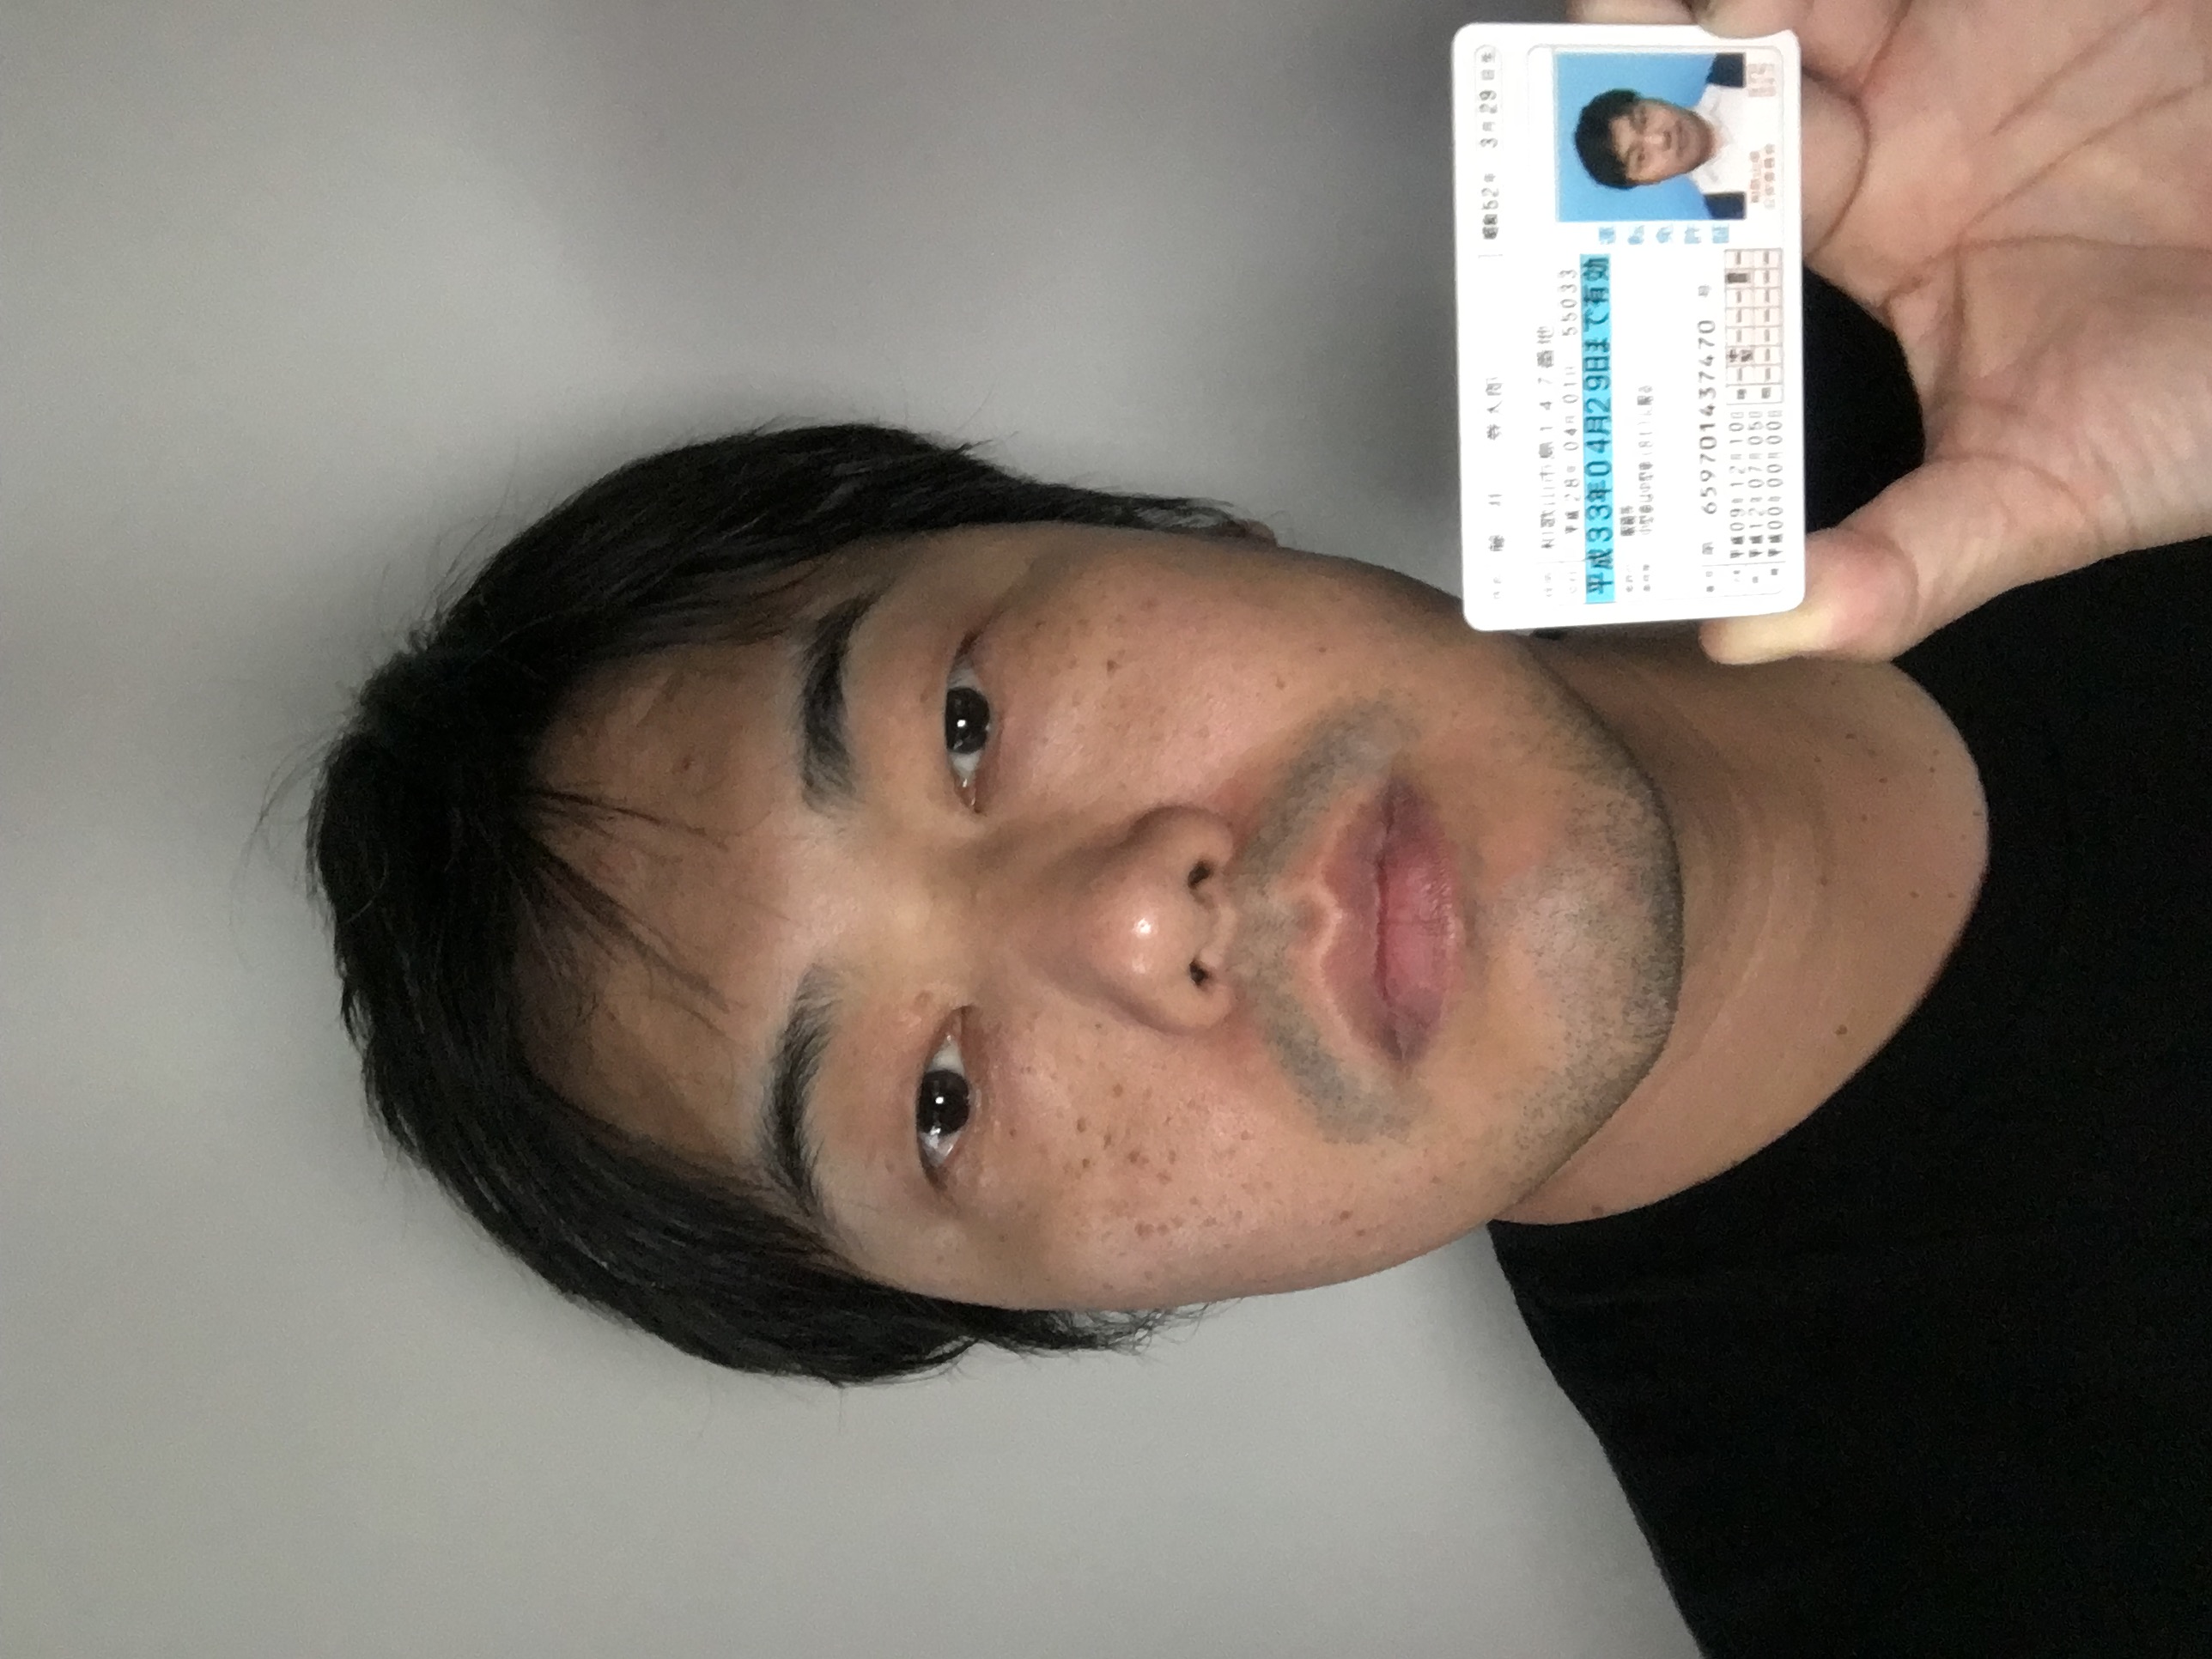 藤 井
昭和52年 3月29日生
和歌山市島147番地
平成28年04月01日 55033
平成33年04月29日まで有効
眼鏡等
中型車は中型車(8t)に限る
第 659701437470 号
平成09年12月10日
平成12年07月05日
平成00年00月00日
運転免許証
和歌山県
公安委員会